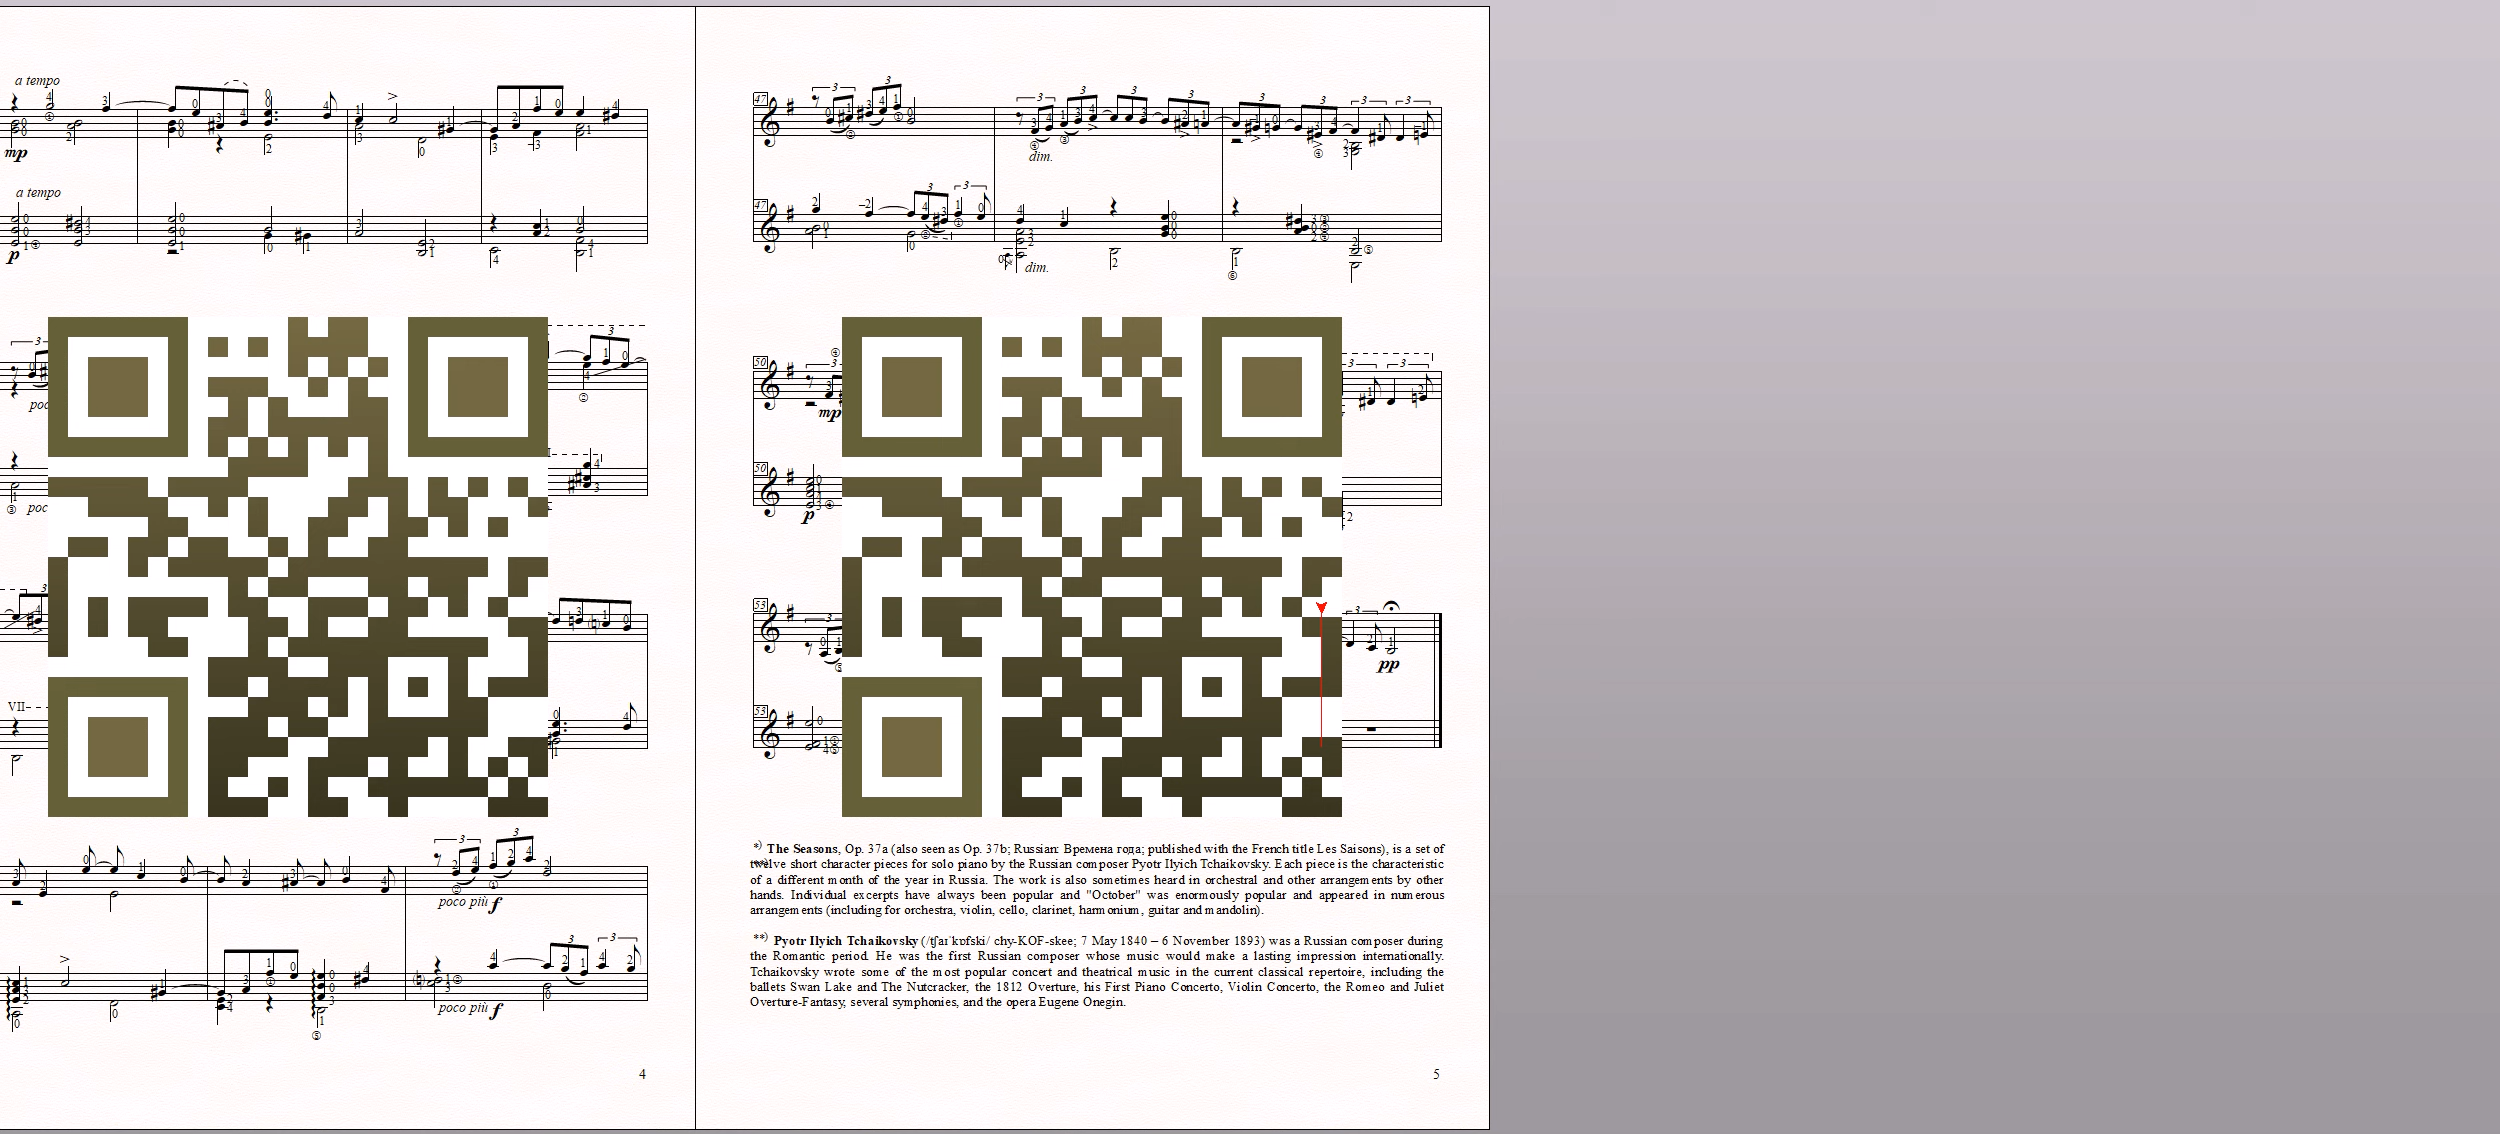 a tempo
mp
a tempo
p
poc
poc
VII
poco più f
poco più f
4
47
dim.
47
dim.
50
mp
50
p
53
pp
53
*) The Seasons, Op. 37a (also seen as Op. 37b; Russian: Времена года; published with the French title Les Saisons), is a set of
twelve short character pieces for solo piano by the Russian composer Pyotr Ilyich Tchaikovsky. Each piece is the characteristic
of a different month of the year in Russia. The work is also sometimes heard in orchestral and other arrangements by other
hands. Individual excerpts have always been popular and "October" was enormously popular and appeared in numerous
arrangements (including for orchestra, violin, cello, clarinet, harmonium, guitar and mandolin).
**) Pyotr Ilyich Tchaikovsky (/tʃaɪˈkɒfski/ chy-KOF-skee; 7 May 1840 – 6 November 1893) was a Russian composer during
the Romantic period. He was the first Russian composer whose music would make a lasting impression internationally.
Tchaikovsky wrote some of the most popular concert and theatrical music in the current classical repertoire, including the
ballets Swan Lake and The Nutcracker, the 1812 Overture, his First Piano Concerto, Violin Concerto, the Romeo and Juliet
Overture-Fantasy, several symphonies, and the opera Eugene Onegin.
5